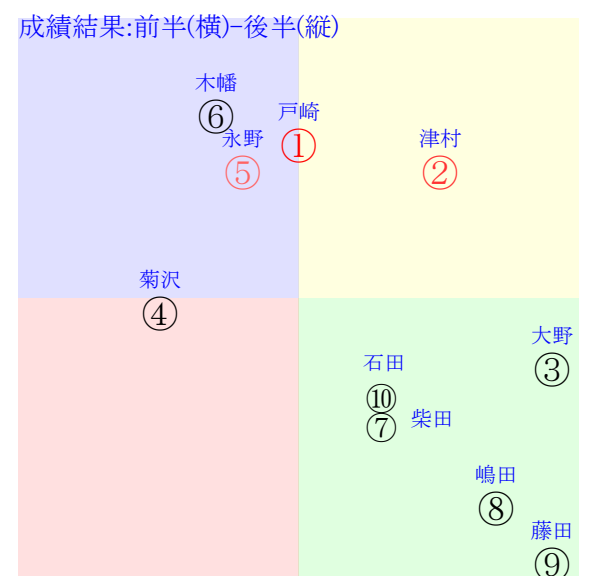 成績結果:前半(横)-後半(縦)
木幡
⑥
戸崎
①
永野
⑤
津村
②
菊沢
④
大野
③
石田
⑩
⑦
柴田
嶋田
⑧
藤田
⑨